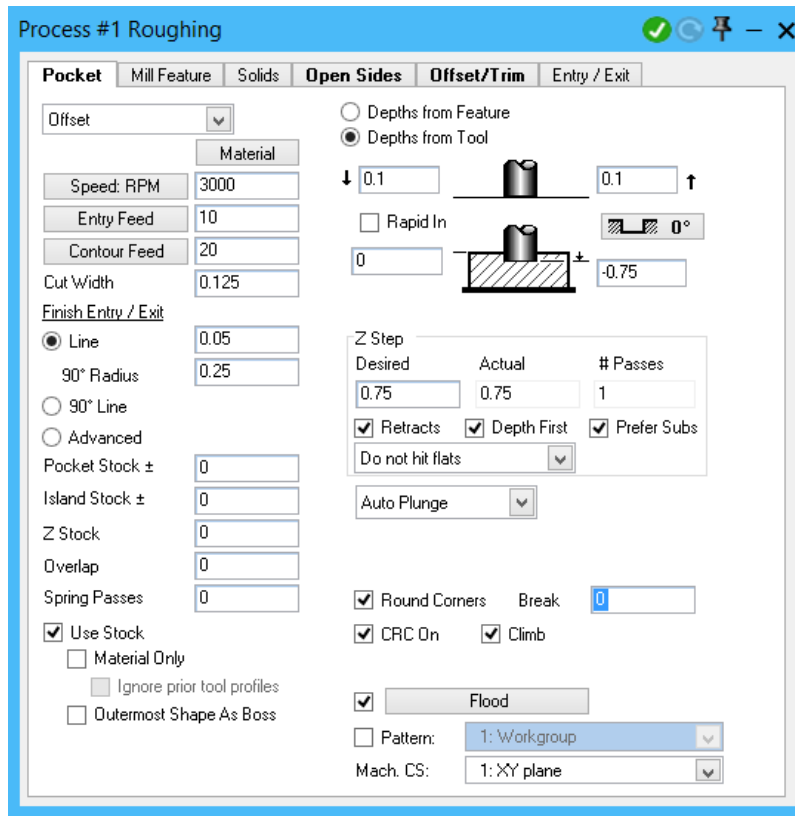 Process #1 Roughing
Pocket Mill Feature Solids Open Sides Offset/Trim Entry / Exit
Offset
Material
Speed: RPM 3000
Entry Feed 10
Contour Feed 20
Cut Width 0.125
Finish Entry / Exit
Line 0.05
90° Radius 0.25
90° Line
Advanced
Pocket Stock ± 0
Island Stock ± 0
Z Stock 0
Overlap 0
Spring Passes 0
Use Stock
Material Only
Ignore prior tool profiles
Outermost Shape As Boss
Depths from Feature
Depths from Tool
0.1 0.1
Rapid In 0°
0 -0.75
Z Step
Desired Actual # Passes
0.75 0.75 1
Retracts Depth First Prefer Subs
Do not hit flats
Auto Plunge
Round Corners Break 0
CRC On Climb
Flood
Pattern: 1: Workgroup
Mach. CS: 1: XY plane